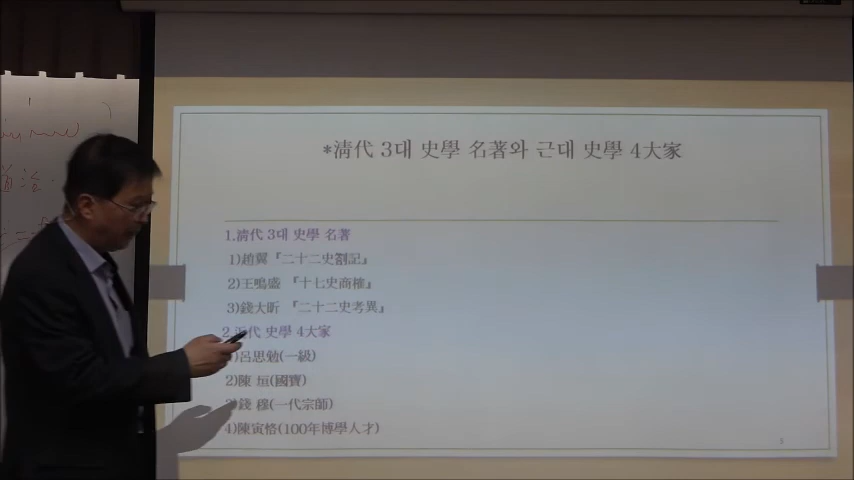 *淸代 3대 史學 名著와 근대 史學 4大家
1.淸代 3대 史學 名著
1)趙翼『二十二史劄記』
2)王鳴盛 『十七史商榷』
3)錢大昕 『二十二史考異』
2.近代 史學 4大家
1)呂思勉(一級)
2)陳 垣(國寶)
3)錢 穆(一代宗師)
4)陳寅恪(100年博學人才)